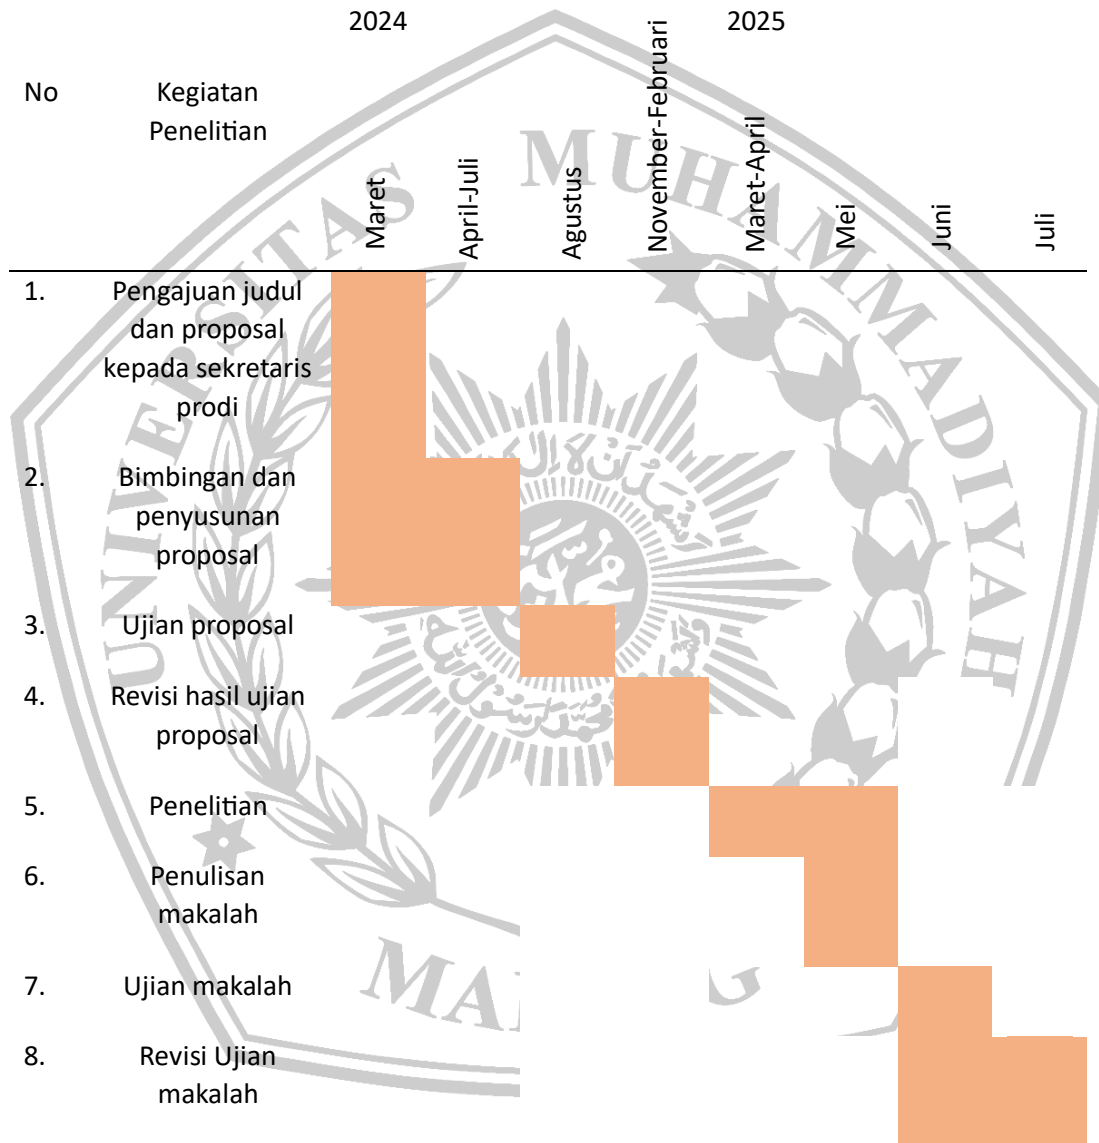 2024 2025
No Kegiatan
Penelitian
Maret
April-Juli
Agustus
November-Februari
Maret-April
Mei
Juni
Juli
1. Pengajuan judul
dan proposal
kepada sekretaris
prodi
2. Bimbingan dan
penyusunan
proposal
3. Ujian proposal
4. Revisi hasil ujian
proposal
5. Penelitian
6. Penulisan
makalah
7. Ujian makalah
8. Revisi Ujian
makalah
UNIVERSITAS MUHAMMADIYAH